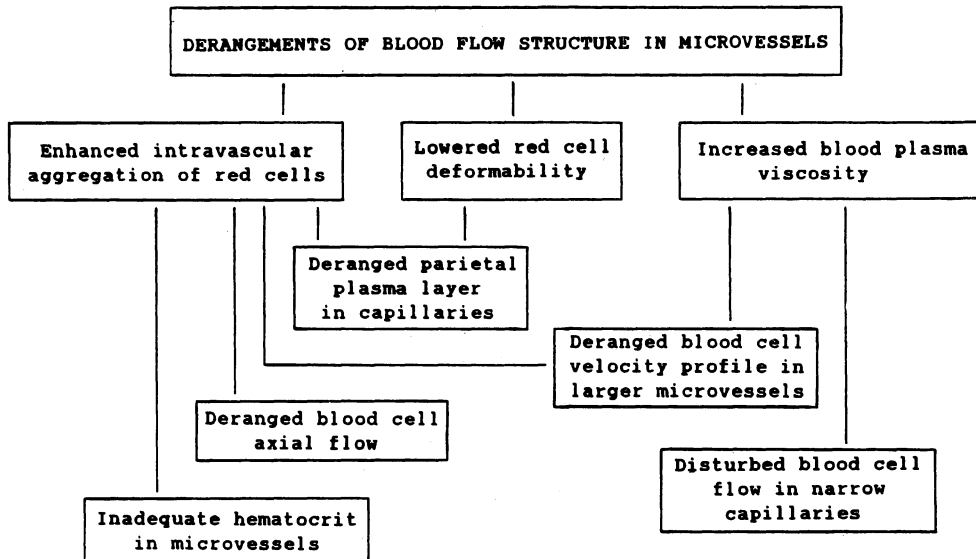 DERANGEMENTS OF BLOOD FLOW STRUCTURE IN MICROVESSELS
Enhanced intravascular
aggregation of red cells
Lowered red cell
deformability
Increased blood plasma
viscosity
Deranged parietal
plasma layer
in capillaries
Deranged blood cell
velocity profile in
larger microvessels
Deranged blood cell
axial flow
Disturbed blood cell
flow in narrow
capillaries
Inadequate hematocrit
in microvessels